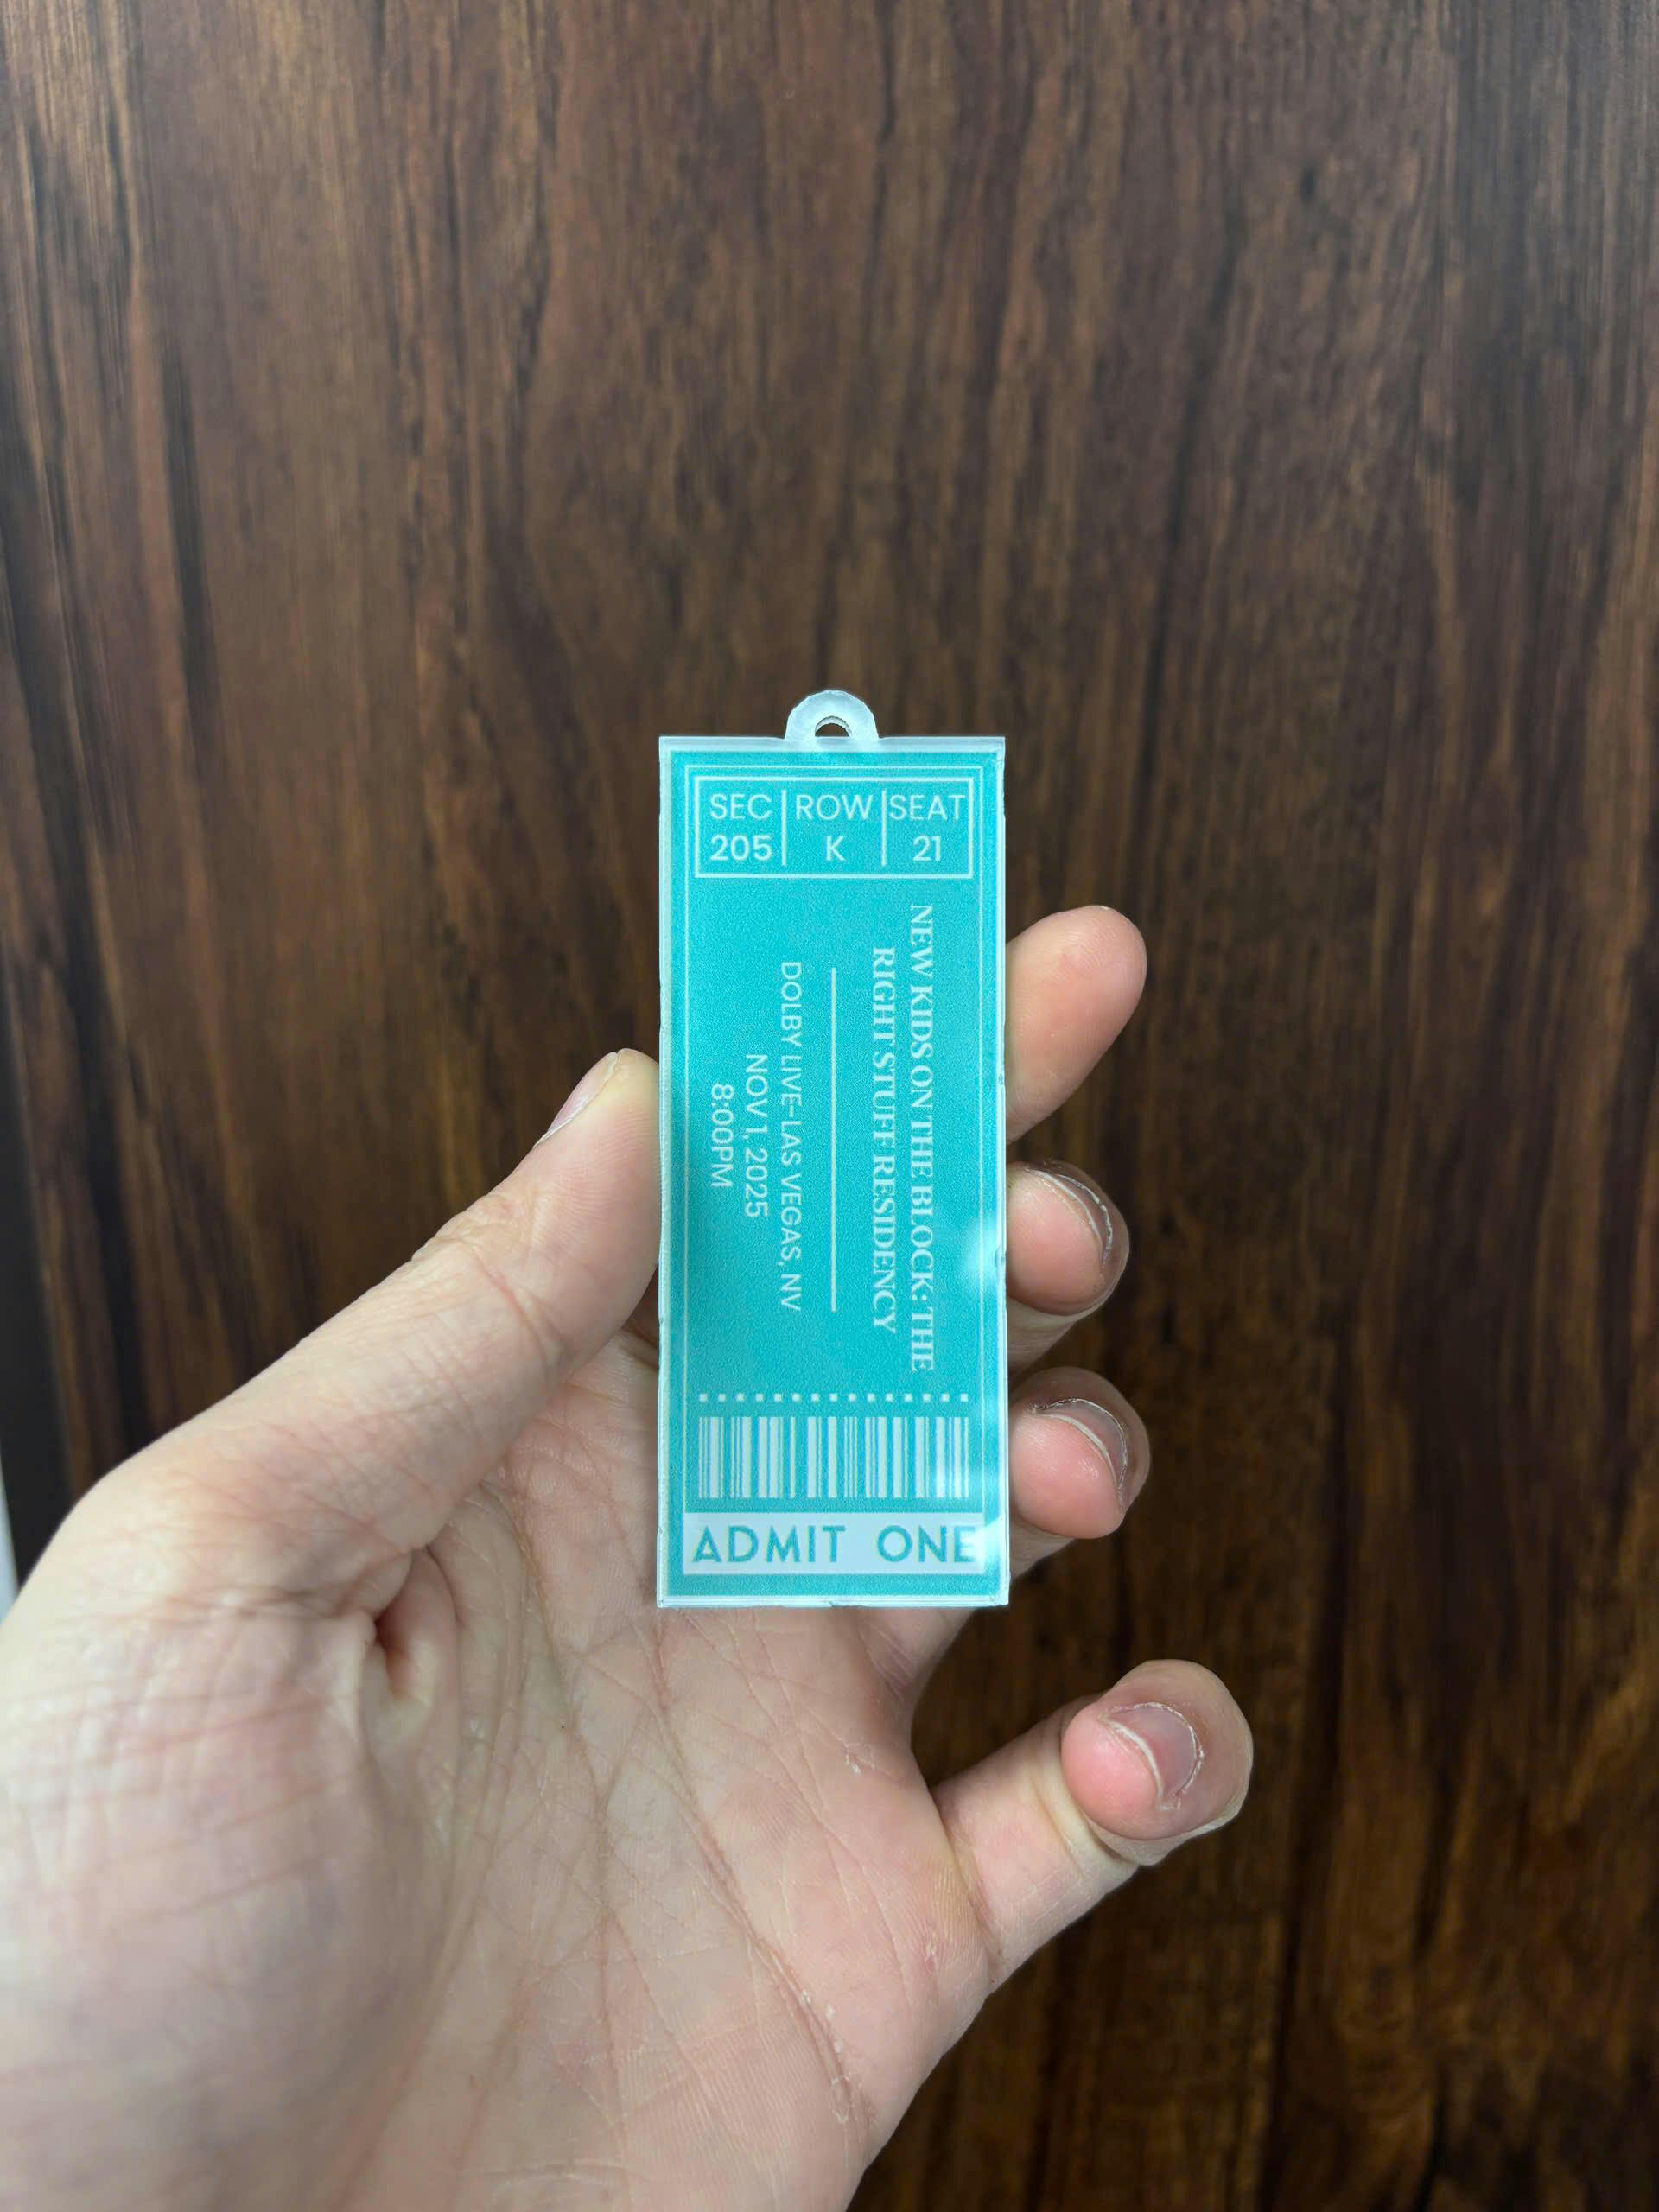 SEC ROW SEAT
205 K 21
NEW KIDS ON THE BLOCK: THE
RIGHT STUFF RESIDENCY
DOLBY LIVE-LAS VEGAS, NV
NOV 1, 2025
8:00PM
ADMIT ONE